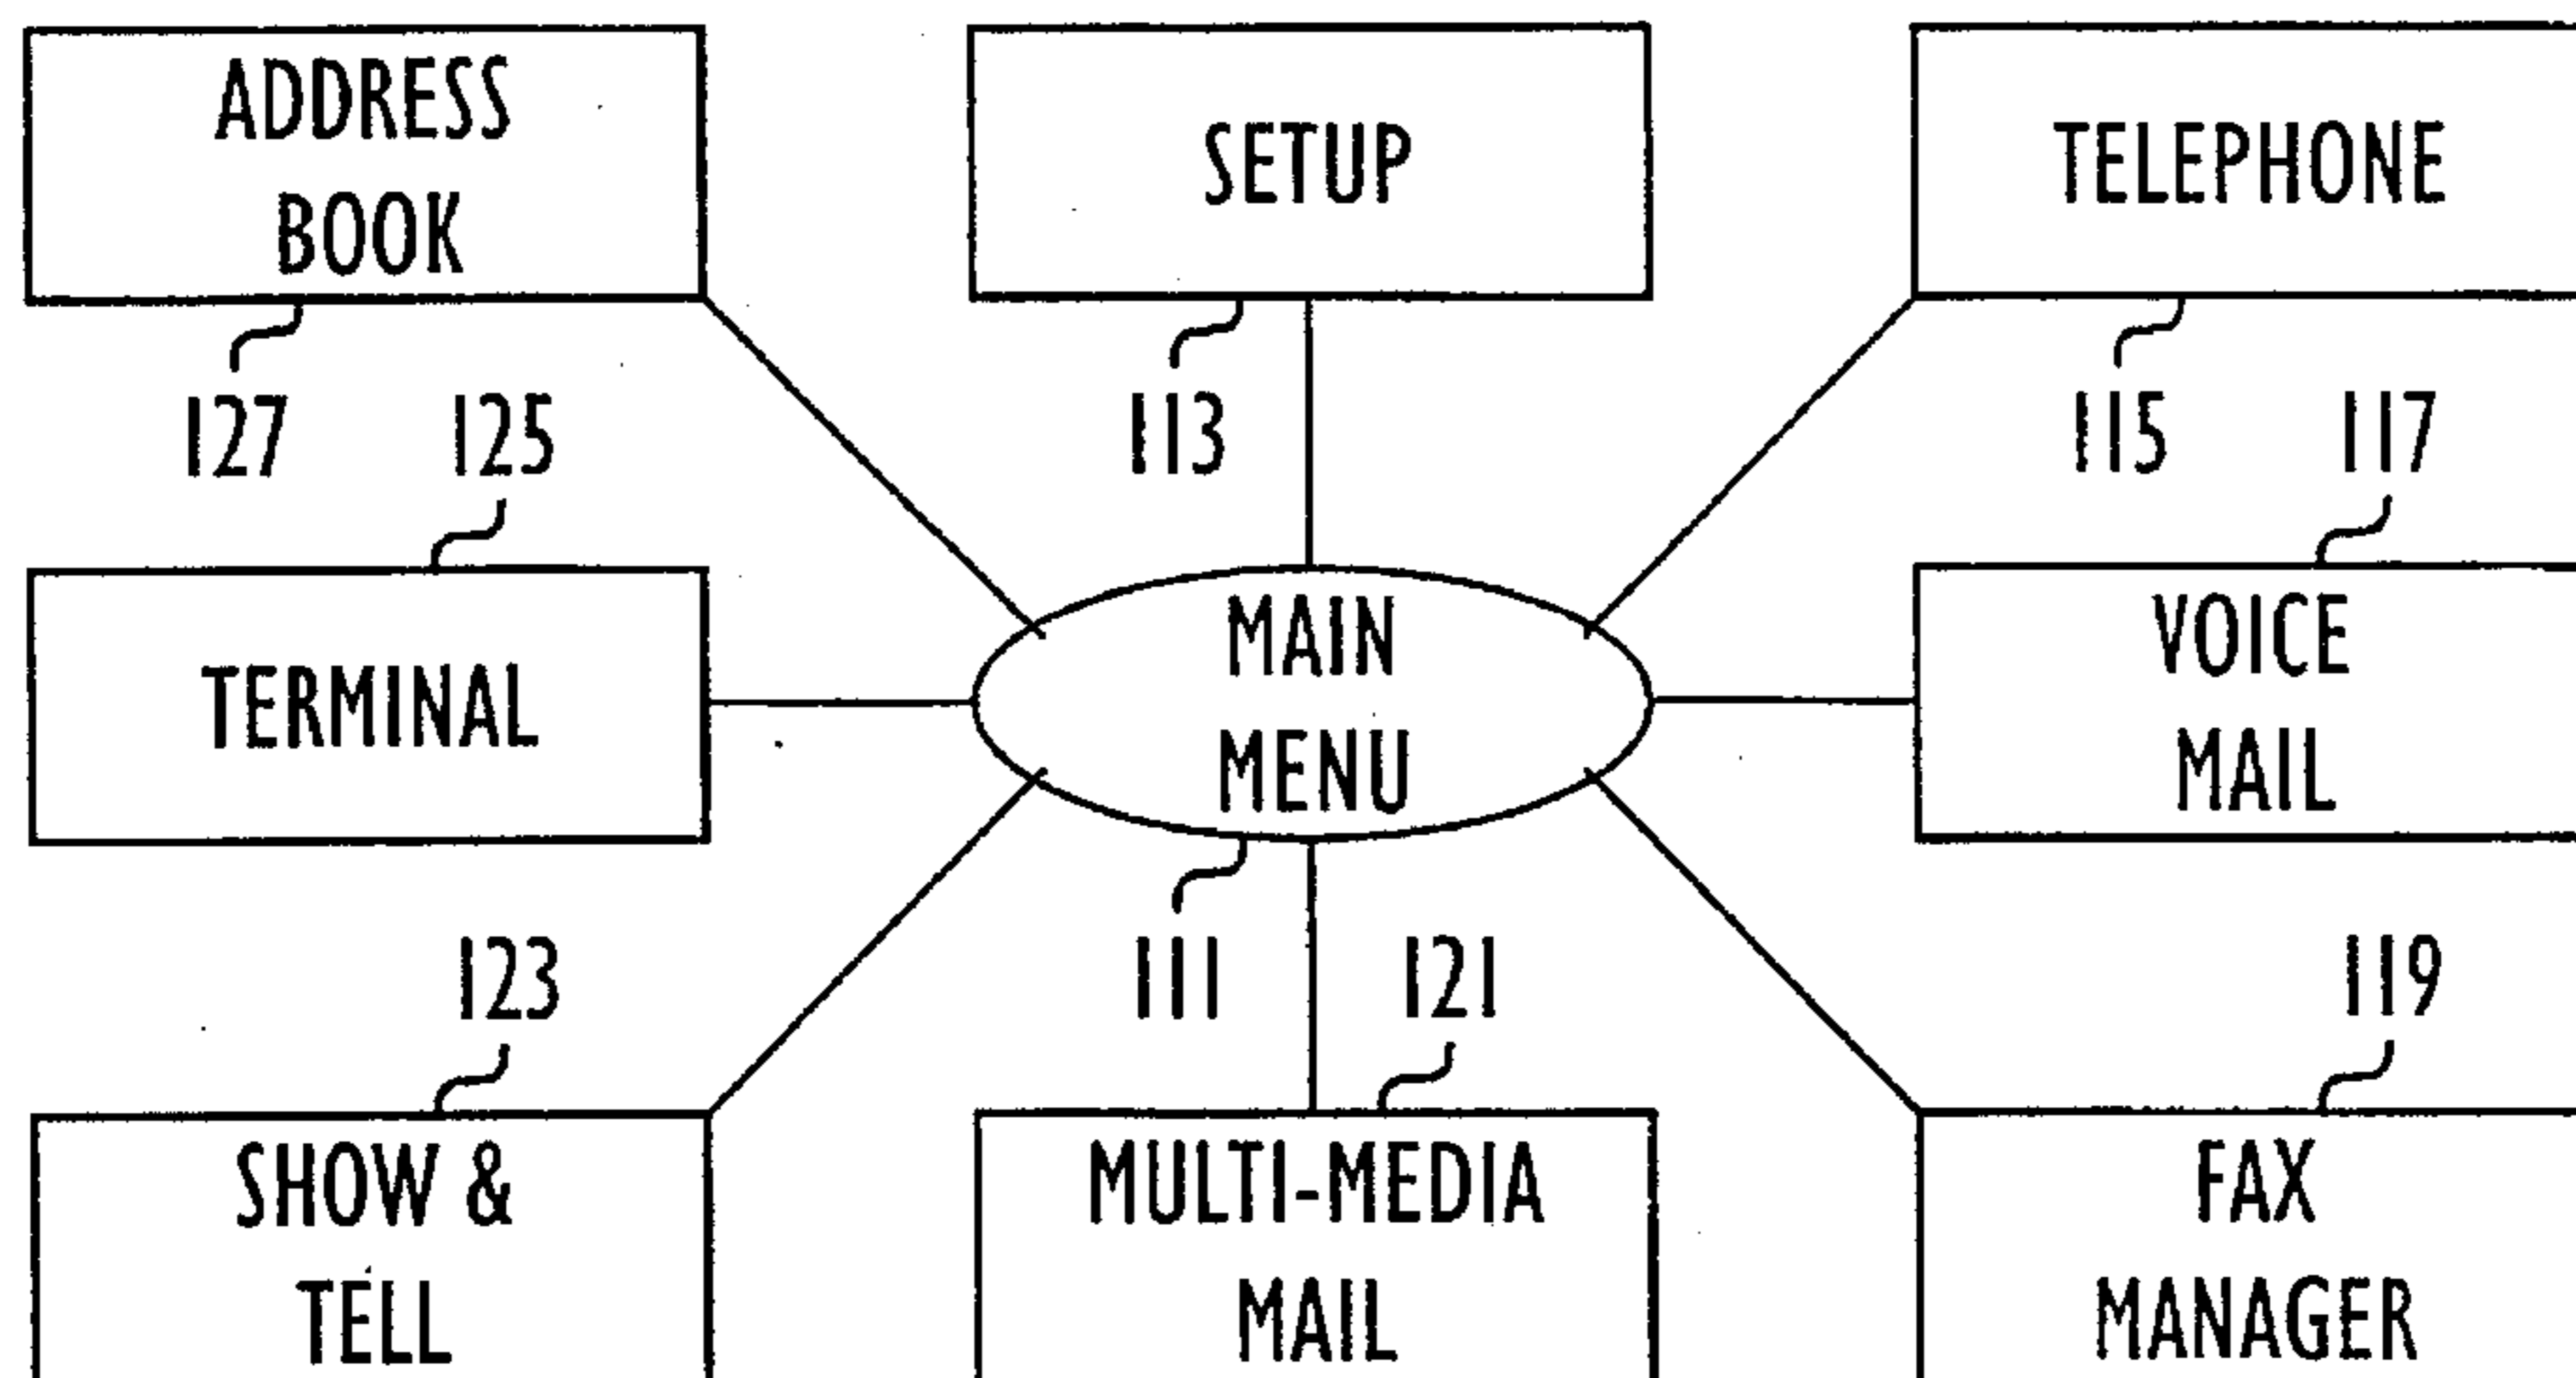 ADDRESS
BOOK
SETUP
TELEPHONE
127
125
113
115
117
TERMINAL
MAIN
MENU
VOICE
MAIL
123
111
121
119
SHOW &
TELL
MULTI-MEDIA
MAIL
FAX
MANAGER